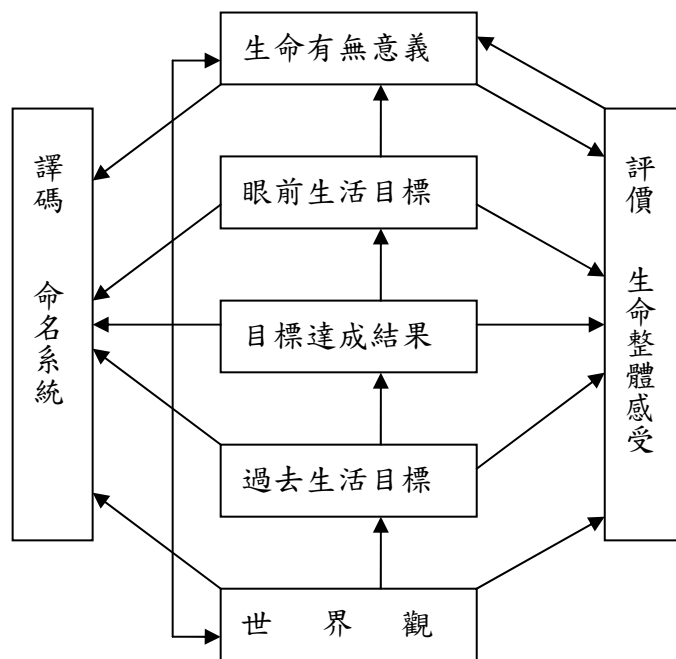 生命有無意義
譯碼 命名系統
評價 生命整體感受
眼前生活目標
目標達成結果
過去生活目標
世 界 觀